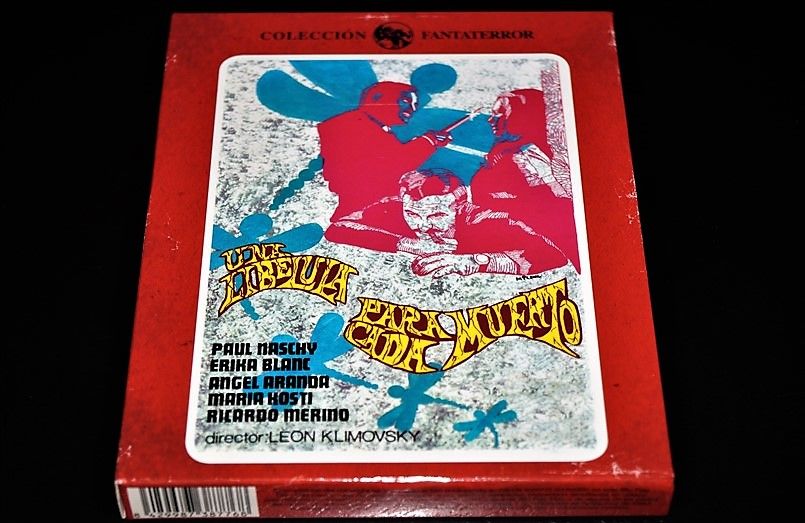 COLECCIÓN FANTATERROR
UNA
LIBELULA
PARA
CADA MUERTO
PAUL NASCHY
ERIKA BLANC
ANGEL ARANDA
MARIA KOSTI
RICARDO MERINO
director: LEON KLIMOVSKY